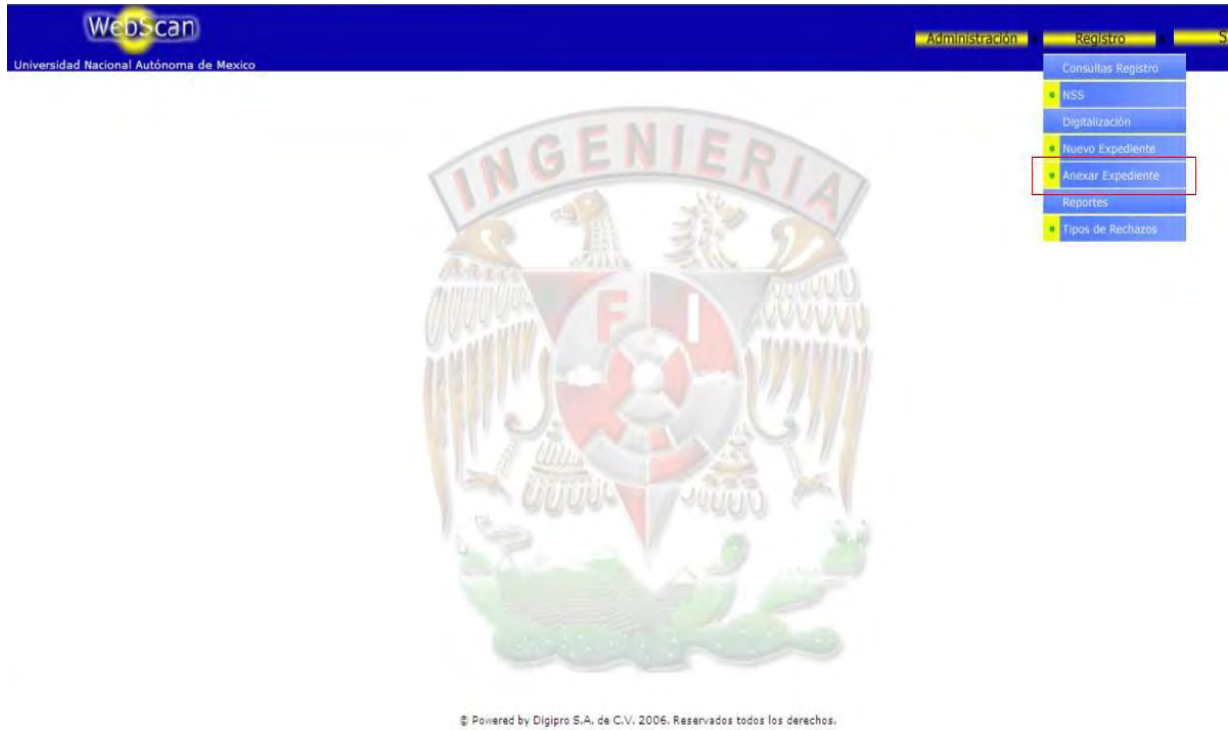 WebScan
Universidad Nacional Autónoma de Mexico
Administración
Registro
S
Consultas Registro
NSS
Digitalización
Nuevo Expediente
Anexar Expediente
Reportes
Tipos de Rechazos
INGENIERIA
F I
© Powered by Digipro S.A. de C.V. 2006. Reservados todos los derechos.